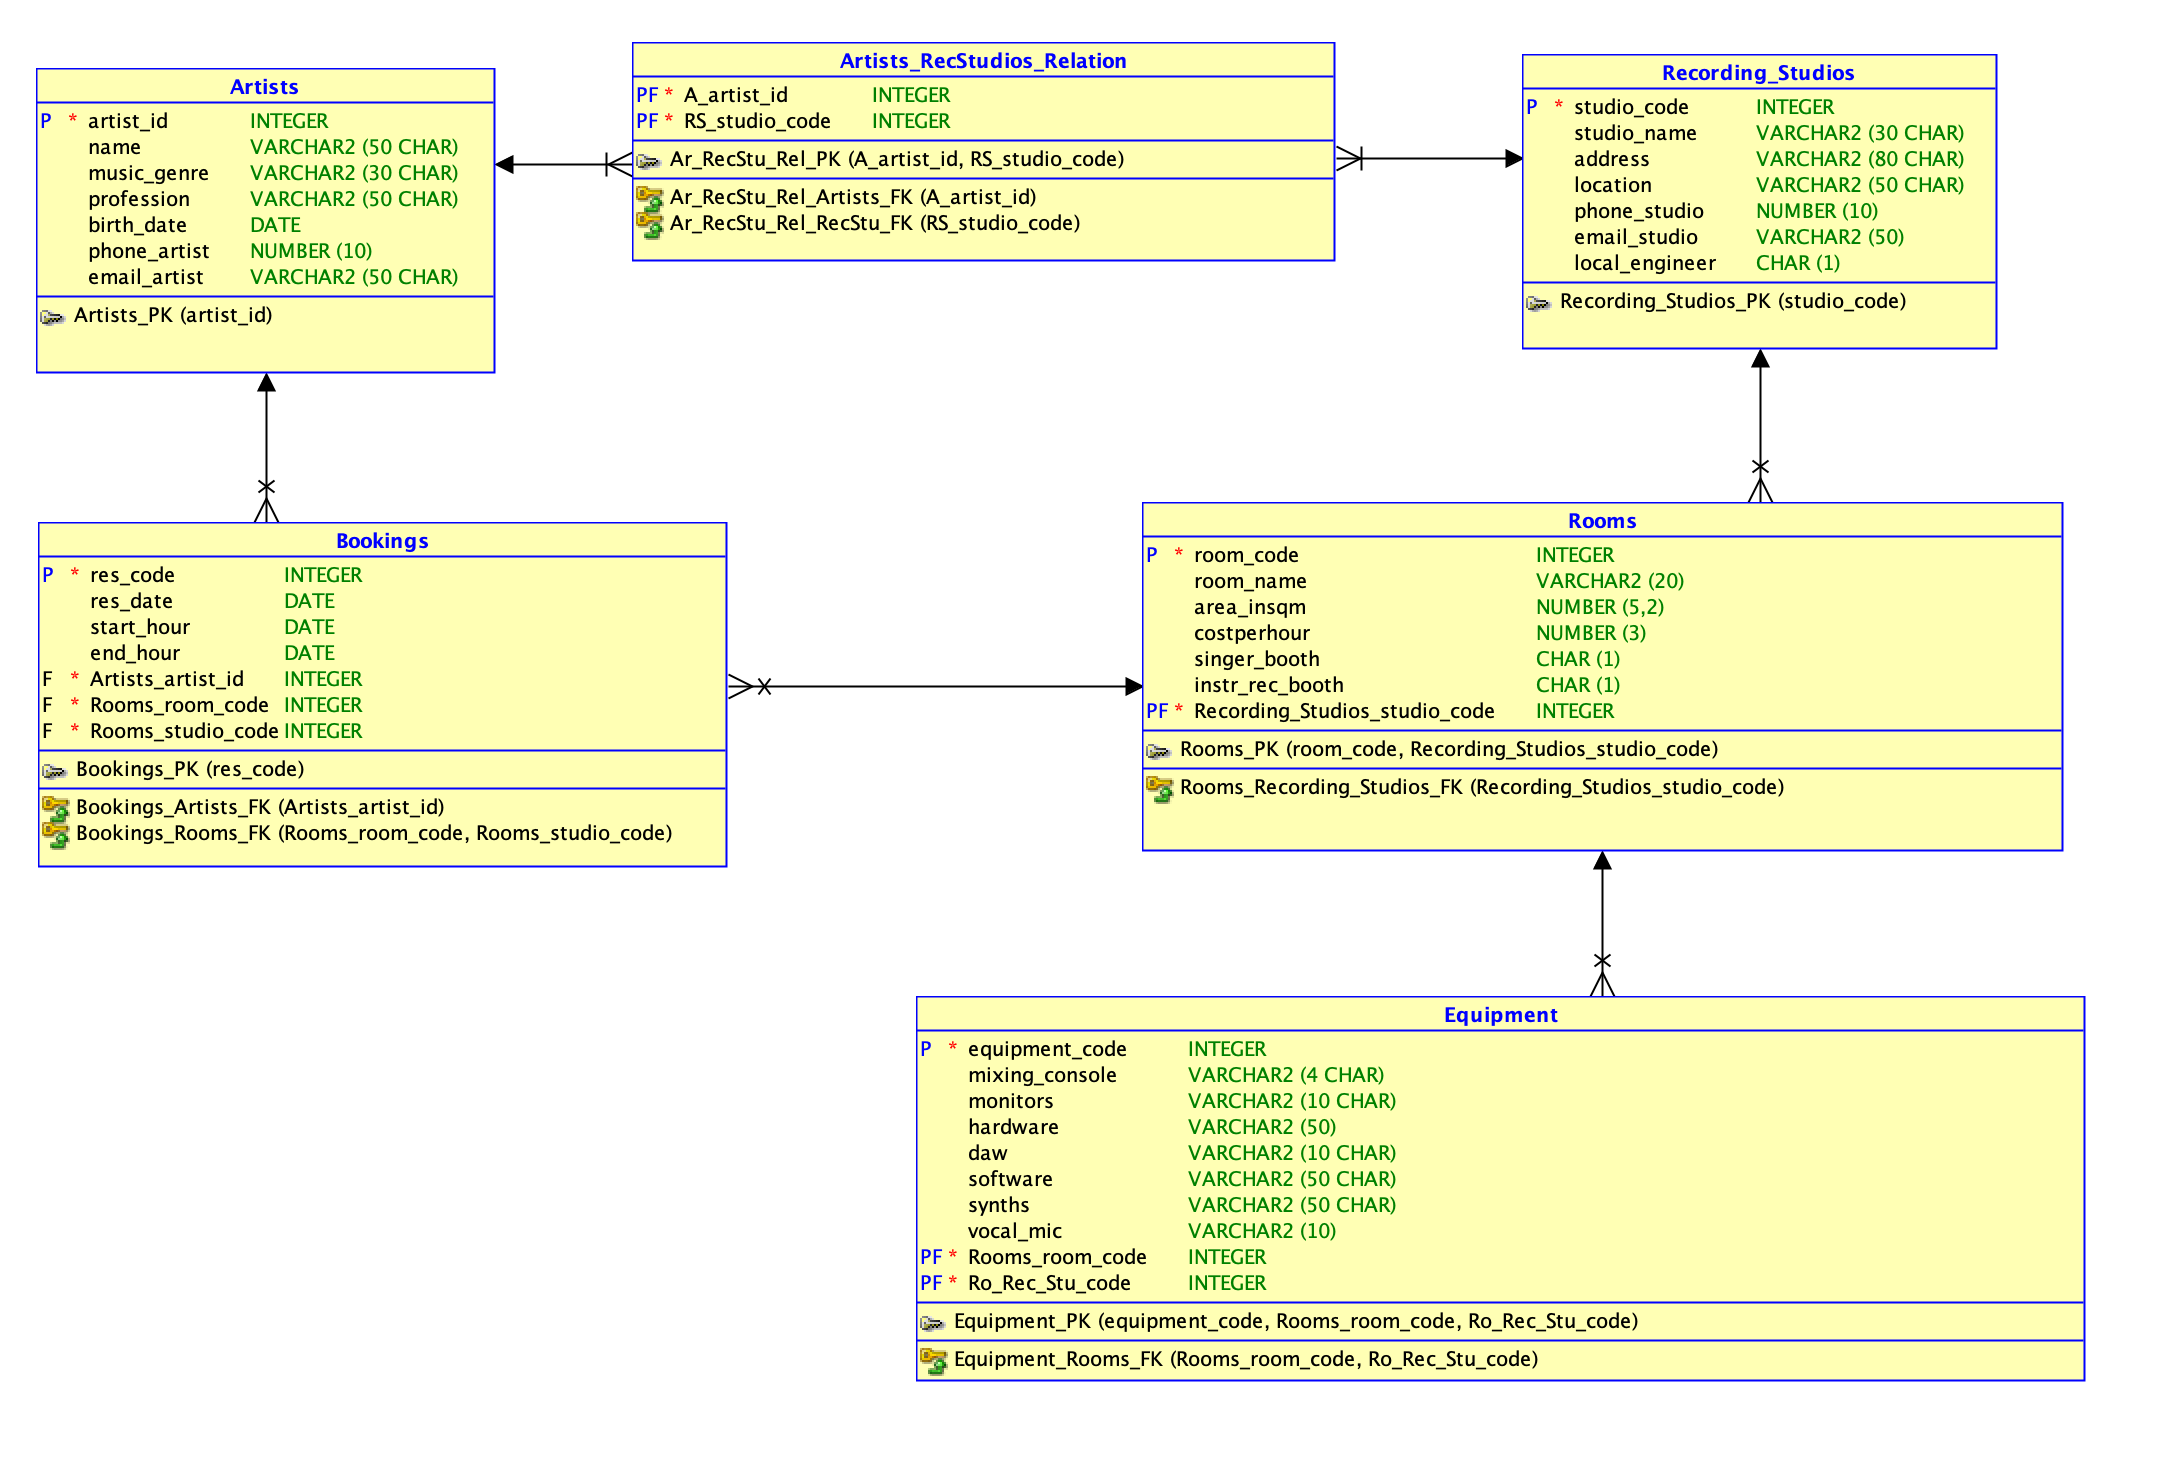 Artists
P * artist_id INTEGER
name VARCHAR2 (50 CHAR)
music_genre VARCHAR2 (30 CHAR)
profession VARCHAR2 (50 CHAR)
birth_date DATE
phone_artist NUMBER (10)
email_artist VARCHAR2 (50 CHAR)
Artists_PK (artist_id)
Artists_RecStudios_Relation
PF * A_artist_id INTEGER
PF * RS_studio_code INTEGER
Ar_RecStu_Rel_PK (A_artist_id, RS_studio_code)
Ar_RecStu_Rel_Artists_FK (A_artist_id)
Ar_RecStu_Rel_RecStu_FK (RS_studio_code)
Recording_Studios
P * studio_code INTEGER
studio_name VARCHAR2 (30 CHAR)
address VARCHAR2 (80 CHAR)
location VARCHAR2 (50 CHAR)
phone_studio NUMBER (10)
email_studio VARCHAR2 (50)
local_engineer CHAR (1)
Recording_Studios_PK (studio_code)
Bookings
P * res_code INTEGER
res_date DATE
start_hour DATE
end_hour DATE
F * Artists_artist_id INTEGER
F * Rooms_room_code INTEGER
F * Rooms_studio_code INTEGER
Bookings_PK (res_code)
Bookings_Artists_FK (Artists_artist_id)
Bookings_Rooms_FK (Rooms_room_code, Rooms_studio_code)
Rooms
P * room_code INTEGER
room_name VARCHAR2 (20)
area_insqm NUMBER (5,2)
costperhour NUMBER (3)
singer_booth CHAR (1)
instr_rec_booth CHAR (1)
PF * Recording_Studios_studio_code INTEGER
Rooms_PK (room_code, Recording_Studios_studio_code)
Rooms_Recording_Studios_FK (Recording_Studios_studio_code)
Equipment
P * equipment_code INTEGER
mixing_console VARCHAR2 (4 CHAR)
monitors VARCHAR2 (10 CHAR)
hardware VARCHAR2 (50)
daw VARCHAR2 (10 CHAR)
software VARCHAR2 (50 CHAR)
synths VARCHAR2 (50 CHAR)
vocal_mic VARCHAR2 (10)
PF * Rooms_room_code INTEGER
PF * Ro_Rec_Stu_code INTEGER
Equipment_PK (equipment_code, Rooms_room_code, Ro_Rec_Stu_code)
Equipment_Rooms_FK (Rooms_room_code, Ro_Rec_Stu_code)